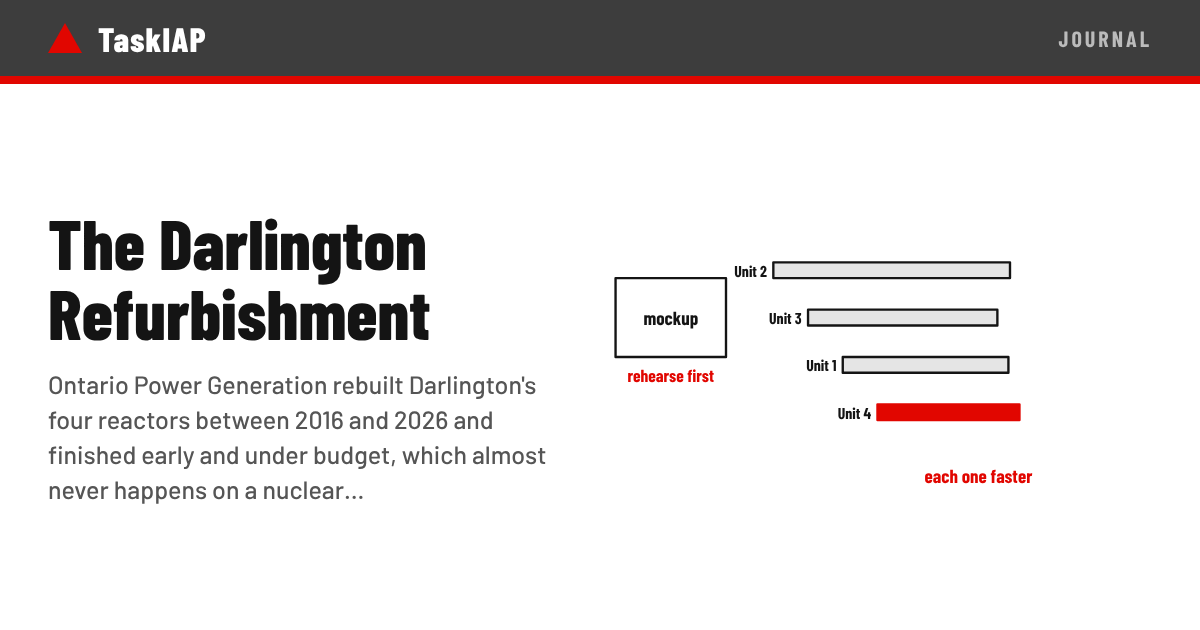 TaskIAP
JOURNAL
The Darlington
Refurbishment
Ontario Power Generation rebuilt Darlington's
four reactors between 2016 and 2026 and
finished early and under budget, which almost
never happens on a nuclear...
mockup
rehearse first
Unit 2
Unit 3
Unit 1
Unit 4
each one faster